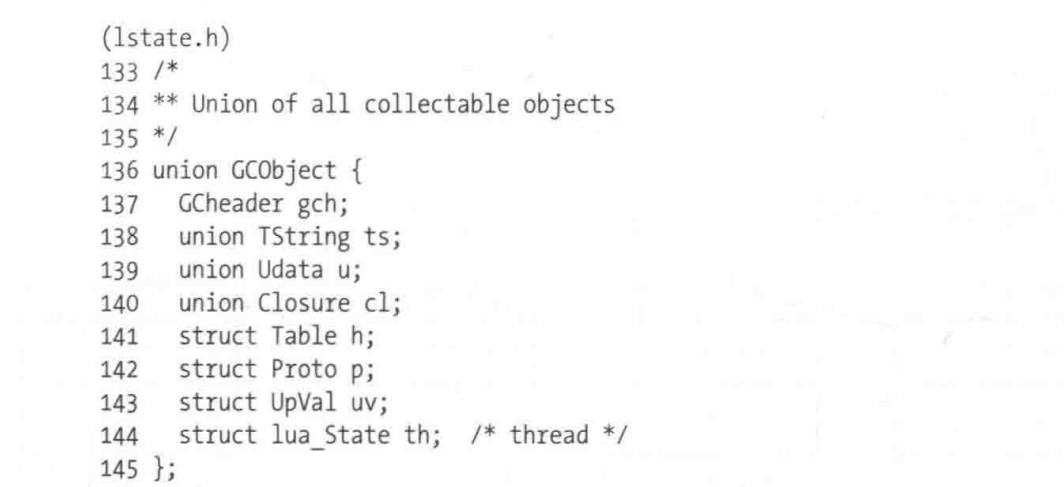 (lstate.h)
133 /*
134 ** Union of all collectable objects
135 */
136 union GCObject {
137   GCheader gch;
138   union TString ts;
139   union Udata u;
140   union Closure cl;
141   struct Table h;
142   struct Proto p;
143   struct UpVal uv;
144   struct lua_State th;  /* thread */
145 };